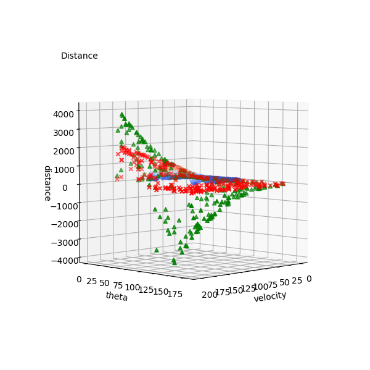 Distance
4000
3000
2000
1000
0
−1000
−2000
−3000
−4000
distance
0 25 50 75 100 125 150 175
theta
200 175 150 125 100 75 50 25 0
velocity